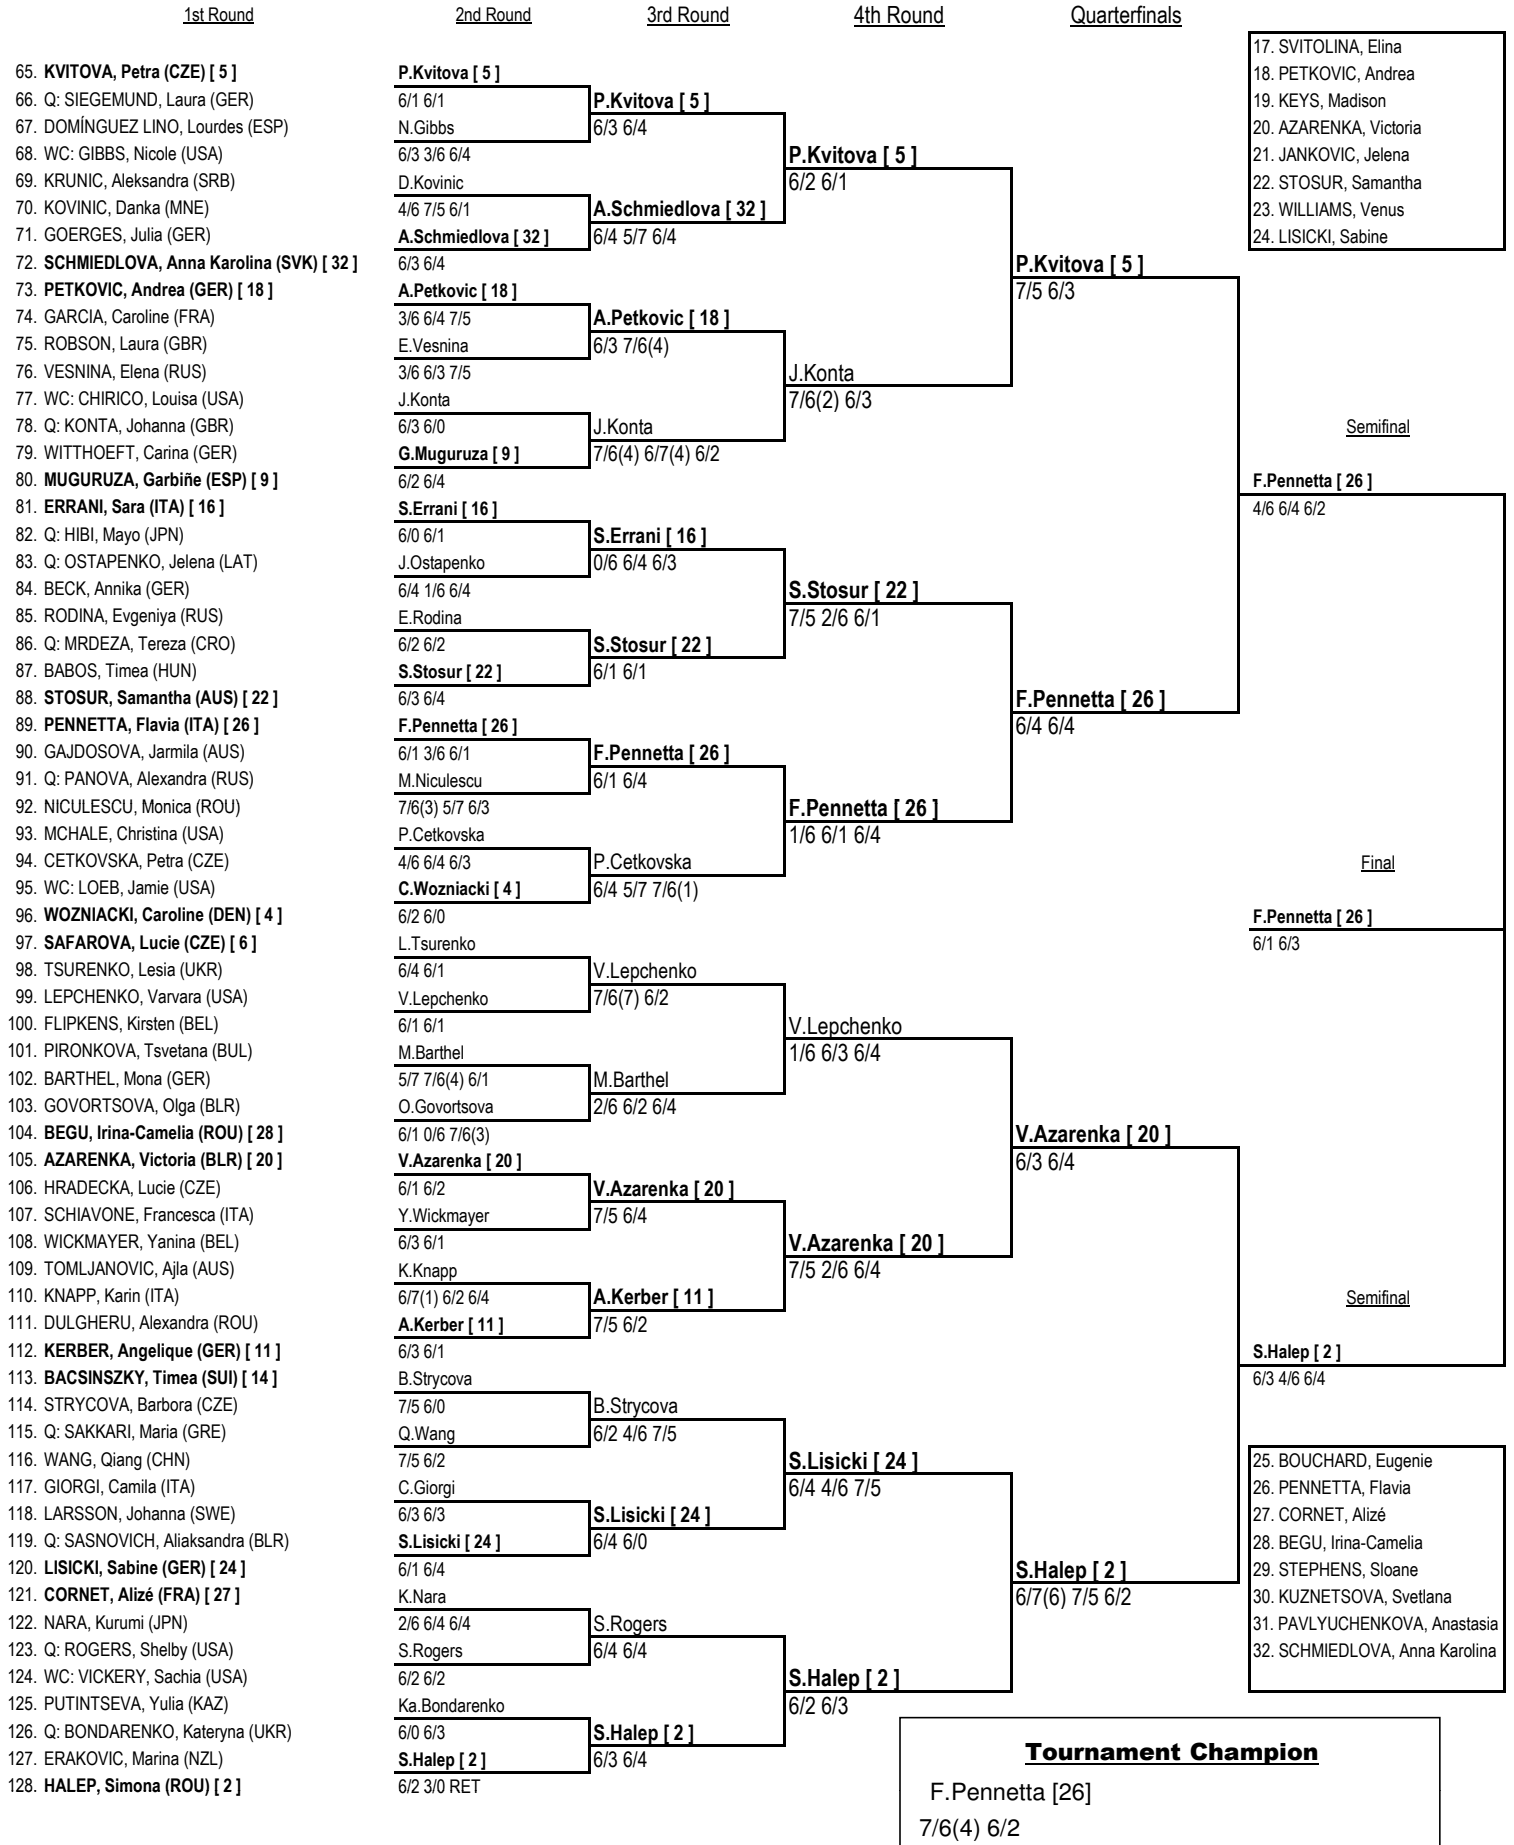 1st Round
2nd Round
3rd Round
4th Round
Quarterfinals
65. KVITOVA, Petra (CZE) [ 5 ]
66. Q: SIEGEMUND, Laura (GER)
67. DOMÍNGUEZ LINO, Lourdes (ESP)
68. WC: GIBBS, Nicole (USA)
69. KRUNIC, Aleksandra (SRB)
70. KOVINIC, Danka (MNE)
71. GOERGES, Julia (GER)
72. SCHMIEDLOVA, Anna Karolina (SVK) [ 32 ]
73. PETKOVIC, Andrea (GER) [ 18 ]
74. GARCIA, Caroline (FRA)
75. ROBSON, Laura (GBR)
76. VESNINA, Elena (RUS)
77. WC: CHIRICO, Louisa (USA)
78. Q: KONTA, Johanna (GBR)
79. WITTHOEFT, Carina (GER)
80. MUGURUZA, Garbiñe (ESP) [ 9 ]
81. ERRANI, Sara (ITA) [ 16 ]
82. Q: HIBI, Mayo (JPN)
83. Q: OSTAPENKO, Jelena (LAT)
84. BECK, Annika (GER)
85. RODINA, Evgeniya (RUS)
86. Q: MRDEZA, Tereza (CRO)
87. BABOS, Timea (HUN)
88. STOSUR, Samantha (AUS) [ 22 ]
89. PENNETTA, Flavia (ITA) [ 26 ]
90. GAJDOSOVA, Jarmila (AUS)
91. Q: PANOVA, Alexandra (RUS)
92. NICULESCU, Monica (ROU)
93. MCHALE, Christina (USA)
94. CETKOVSKA, Petra (CZE)
95. WC: LOEB, Jamie (USA)
96. WOZNIACKI, Caroline (DEN) [ 4 ]
97. SAFAROVA, Lucie (CZE) [ 6 ]
98. TSURENKO, Lesia (UKR)
99. LEPCHENKO, Varvara (USA)
100. FLIPKENS, Kirsten (BEL)
101. PIRONKOVA, Tsvetana (BUL)
102. BARTHEL, Mona (GER)
103. GOVORTSOVA, Olga (BLR)
104. BEGU, Irina-Camelia (ROU) [ 28 ]
105. AZARENKA, Victoria (BLR) [ 20 ]
106. HRADECKA, Lucie (CZE)
107. SCHIAVONE, Francesca (ITA)
108. WICKMAYER, Yanina (BEL)
109. TOMLJANOVIC, Ajla (AUS)
110. KNAPP, Karin (ITA)
111. DULGHERU, Alexandra (ROU)
112. KERBER, Angelique (GER) [ 11 ]
113. BACSINSZKY, Timea (SUI) [ 14 ]
114. STRYCOVA, Barbora (CZE)
115. Q: SAKKARI, Maria (GRE)
116. WANG, Qiang (CHN)
117. GIORGI, Camila (ITA)
118. LARSSON, Johanna (SWE)
119. Q: SASNOVICH, Aliaksandra (BLR)
120. LISICKI, Sabine (GER) [ 24 ]
121. CORNET, Alizé (FRA) [ 27 ]
122. NARA, Kurumi (JPN)
123. Q: ROGERS, Shelby (USA)
124. WC: VICKERY, Sachia (USA)
125. PUTINTSEVA, Yulia (KAZ)
126. Q: BONDARENKO, Kateryna (UKR)
127. ERAKOVIC, Marina (NZL)
128. HALEP, Simona (ROU) [ 2 ]
P.Kvitova [ 5 ]
6/1 6/1
N.Gibbs
6/3 3/6 6/4
D.Kovinic
4/6 7/5 6/1
A.Schmiedlova [ 32 ]
6/3 6/4
A.Petkovic [ 18 ]
3/6 6/4 7/5
E.Vesnina
3/6 6/3 7/5
J.Konta
6/3 6/0
G.Muguruza [ 9 ]
6/2 6/4
S.Errani [ 16 ]
6/0 6/1
J.Ostapenko
6/4 1/6 6/4
E.Rodina
6/2 6/2
S.Stosur [ 22 ]
6/3 6/4
F.Pennetta [ 26 ]
6/1 3/6 6/1
M.Niculescu
7/6(3) 5/7 6/3
P.Cetkovska
4/6 6/4 6/3
C.Wozniacki [ 4 ]
6/2 6/0
L.Tsurenko
6/4 6/1
V.Lepchenko
6/1 6/1
M.Barthel
5/7 7/6(4) 6/1
O.Govortsova
6/1 0/6 7/6(3)
V.Azarenka [ 20 ]
6/1 6/2
Y.Wickmayer
6/3 6/1
K.Knapp
6/7(1) 6/2 6/4
A.Kerber [ 11 ]
6/3 6/1
B.Strycova
7/5 6/0
Q.Wang
7/5 6/2
C.Giorgi
6/3 6/3
S.Lisicki [ 24 ]
6/1 6/4
K.Nara
2/6 6/4 6/4
S.Rogers
6/2 6/2
Ka.Bondarenko
6/0 6/3
S.Halep [ 2 ]
6/2 3/0 RET
P.Kvitova [ 5 ]
6/3 6/4
A.Schmiedlova [ 32 ]
6/4 5/7 6/4
A.Petkovic [ 18 ]
6/3 7/6(4)
J.Konta
7/6(4) 6/7(4) 6/2
S.Errani [ 16 ]
0/6 6/4 6/3
S.Stosur [ 22 ]
6/1 6/1
F.Pennetta [ 26 ]
6/1 6/4
P.Cetkovska
6/4 5/7 7/6(1)
V.Lepchenko
7/6(7) 6/2
M.Barthel
2/6 6/2 6/4
V.Azarenka [ 20 ]
7/5 6/4
A.Kerber [ 11 ]
7/5 6/2
B.Strycova
6/2 4/6 7/5
S.Lisicki [ 24 ]
6/4 6/0
S.Rogers
6/4 6/4
S.Halep [ 2 ]
6/3 6/4
P.Kvitova [ 5 ]
6/2 6/1
J.Konta
7/6(2) 6/3
S.Stosur [ 22 ]
7/5 2/6 6/1
F.Pennetta [ 26 ]
1/6 6/1 6/4
V.Lepchenko
1/6 6/3 6/4
V.Azarenka [ 20 ]
7/5 2/6 6/4
S.Lisicki [ 24 ]
6/4 4/6 7/5
S.Halep [ 2 ]
6/2 6/3
P.Kvitova [ 5 ]
7/5 6/3
F.Pennetta [ 26 ]
6/4 6/4
V.Azarenka [ 20 ]
6/3 6/4
S.Halep [ 2 ]
6/7(6) 7/5 6/2
17. SVITOLINA, Elina
18. PETKOVIC, Andrea
19. KEYS, Madison
20. AZARENKA, Victoria
21. JANKOVIC, Jelena
22. STOSUR, Samantha
23. WILLIAMS, Venus
24. LISICKI, Sabine
Semifinal
F.Pennetta [ 26 ]
4/6 6/4 6/2
Final
F.Pennetta [ 26 ]
6/1 6/3
Semifinal
S.Halep [ 2 ]
6/3 4/6 6/4
25. BOUCHARD, Eugenie
26. PENNETTA, Flavia
27. CORNET, Alizé
28. BEGU, Irina-Camelia
29. STEPHENS, Sloane
30. KUZNETSOVA, Svetlana
31. PAVLYUCHENKOVA, Anastasia
32. SCHMIEDLOVA, Anna Karolina
Tournament Champion
F.Pennetta [26]
7/6(4) 6/2